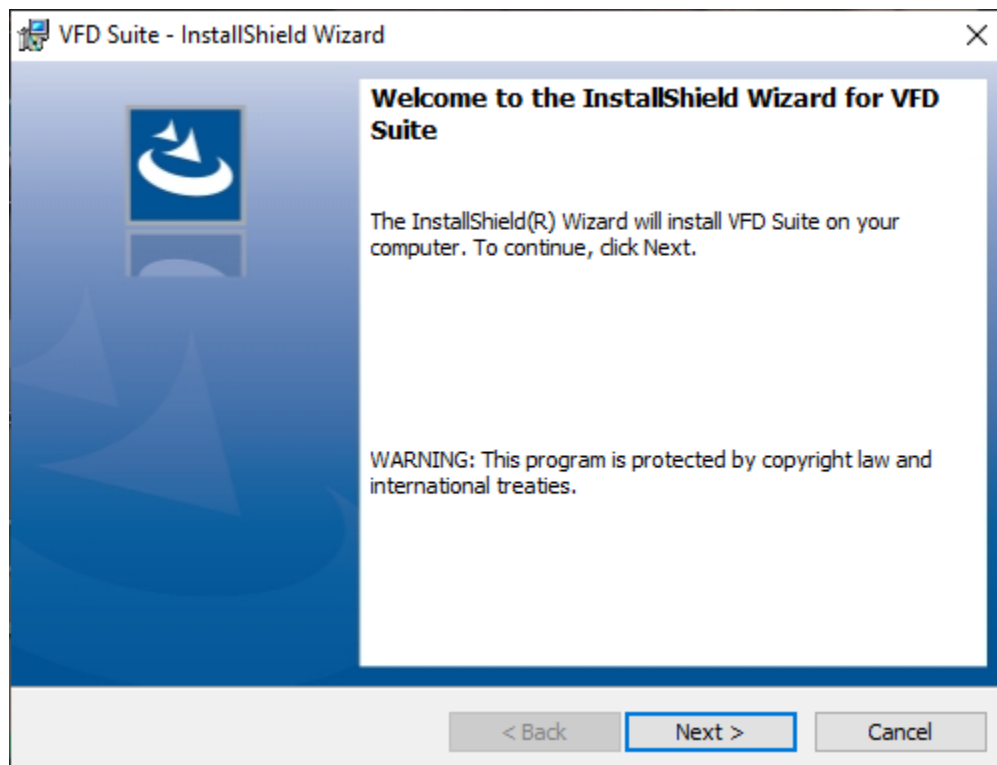 VFD Suite - InstallShield Wizard
Welcome to the InstallShield Wizard for VFD
Suite
The InstallShield(R) Wizard will install VFD Suite on your
computer. To continue, click Next.
WARNING: This program is protected by copyright law and
international treaties.
< Back
Next >
Cancel